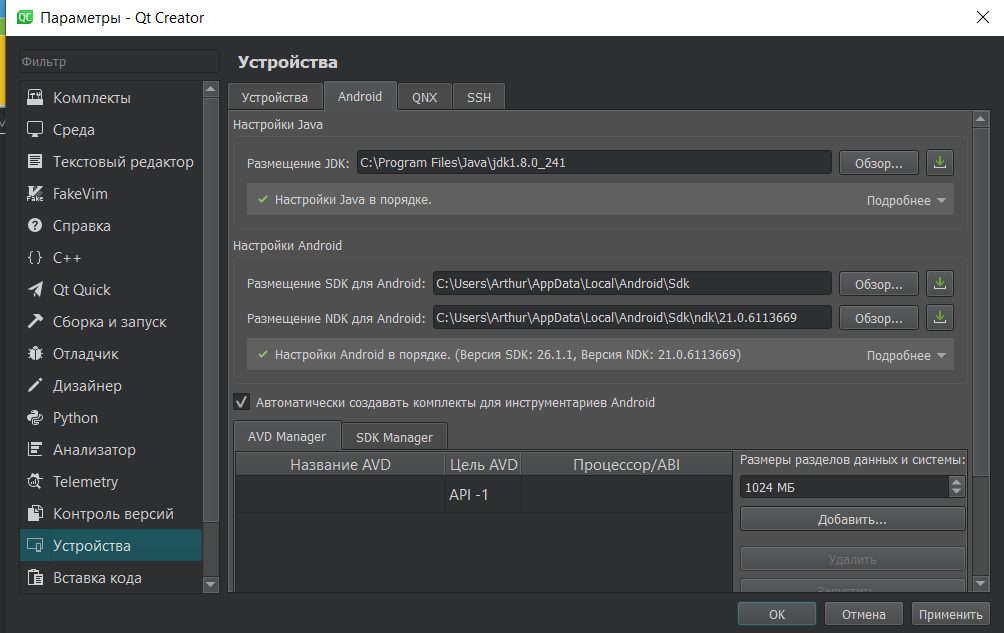 Параметры - Qt Creator
Фильтр
Комплекты
Среда
Текстовый редактор
FakeVim
Справка
C++
Qt Quick
Сборка и запуск
Отладчик
Дизайнер
Python
Анализатор
Telemetry
Контроль версий
Устройства
Вставка кода
Устройства
Устройства Android QNX SSH
Настройки Java
Размещение JDK: C:\Program Files\Java\jdk1.8.0_241 Обзор...
Настройки Java в порядке. Подробнее
Настройки Android
Размещение SDK для Android: C:\Users\Arthur\AppData\Local\Android\Sdk Обзор...
Размещение NDK для Android: C:\Users\Arthur\AppData\Local\Android\Sdk\ndk\21.0.6113669 Обзор...
Настройки Android в порядке. (Версия SDK: 26.1.1, Версия NDK: 21.0.6113669) Подробнее
Автоматически создавать комплекты для инструментариев Android
AVD Manager SDK Manager
Название AVD Цель AVD Процессор/ABI
API -1
Размеры разделов данных и системы:
1024 МБ
Добавить...
Удалить
Запустить
OK Отмена Применить